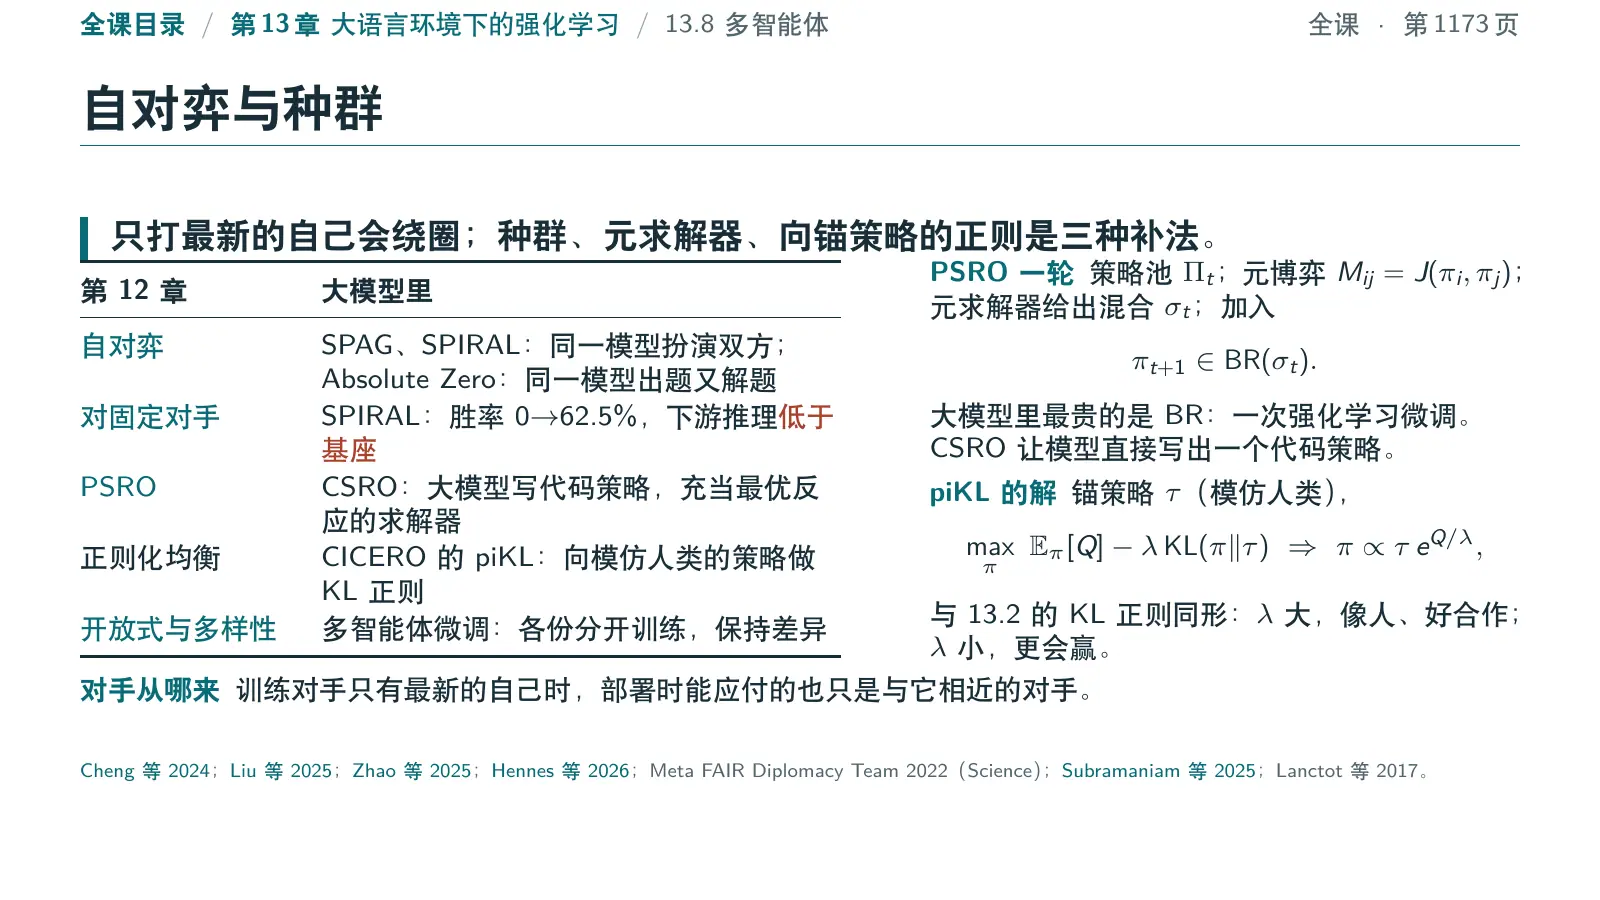 全课目录 / 第13章 大语言环境下的强化学习 / 13.8 多智能体
全课 · 第1173页
自对弈与种群
只打最新的自己会绕圈；种群、元求解器、向锚策略的正则是三种补法。
第 12 章 大模型里
自对弈 SPAG、SPIRAL：同一模型扮演双方；
Absolute Zero：同一模型出题又解题
对固定对手 SPIRAL：胜率 0→62.5%，下游推理低于
基座
PSRO CSRO：大模型写代码策略，充当最优反
应的求解器
正则化均衡 CICERO 的 piKL：向模仿人类的策略做
KL 正则
开放式与多样性 多智能体微调：各份分开训练，保持差异
PSRO 一轮 策略池 Π_t；元博弈 M_{ij} = J(π_i, π_j)；
元求解器给出混合 σ_t；加入
π_{t+1} ∈ BR(σ_t).
大模型里最贵的是 BR：一次强化学习微调。
CSRO 让模型直接写出一个代码策略。
piKL 的解 锚策略 τ（模仿人类），
max_π 𝔼_π[Q] − λ KL(π‖τ) ⇒ π ∝ τ e^{Q/λ},
与 13.2 的 KL 正则同形：λ 大，像人、好合作；
λ 小，更会赢。
对手从哪来 训练对手只有最新的自己时，部署时能应付的也只是与它相近的对手。
Cheng 等 2024；Liu 等 2025；Zhao 等 2025；Hennes 等 2026；Meta FAIR Diplomacy Team 2022（Science）；Subramaniam 等 2025；Lanctot 等 2017。